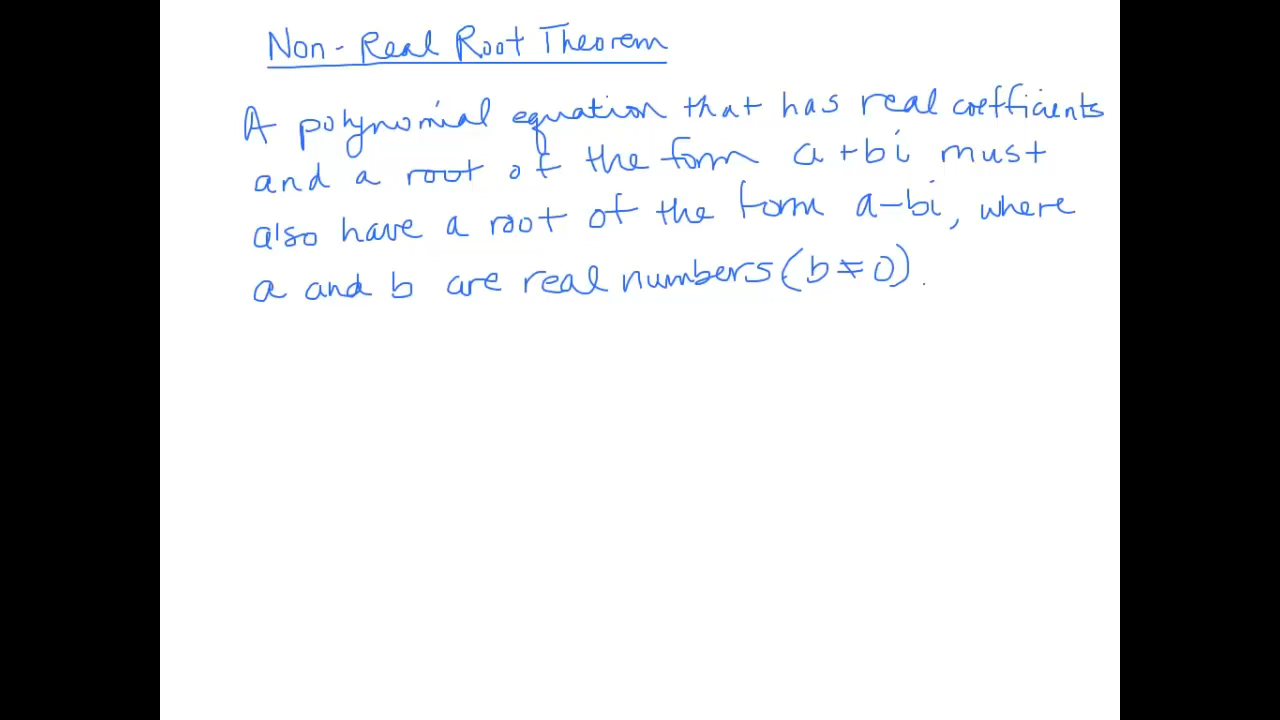 Non-Real Root Theorem
A polynomial equation that has real coefficients
and a root of the form a+bi must
also have a root of the form a-bi, where
a and b are real numbers (b≠0).